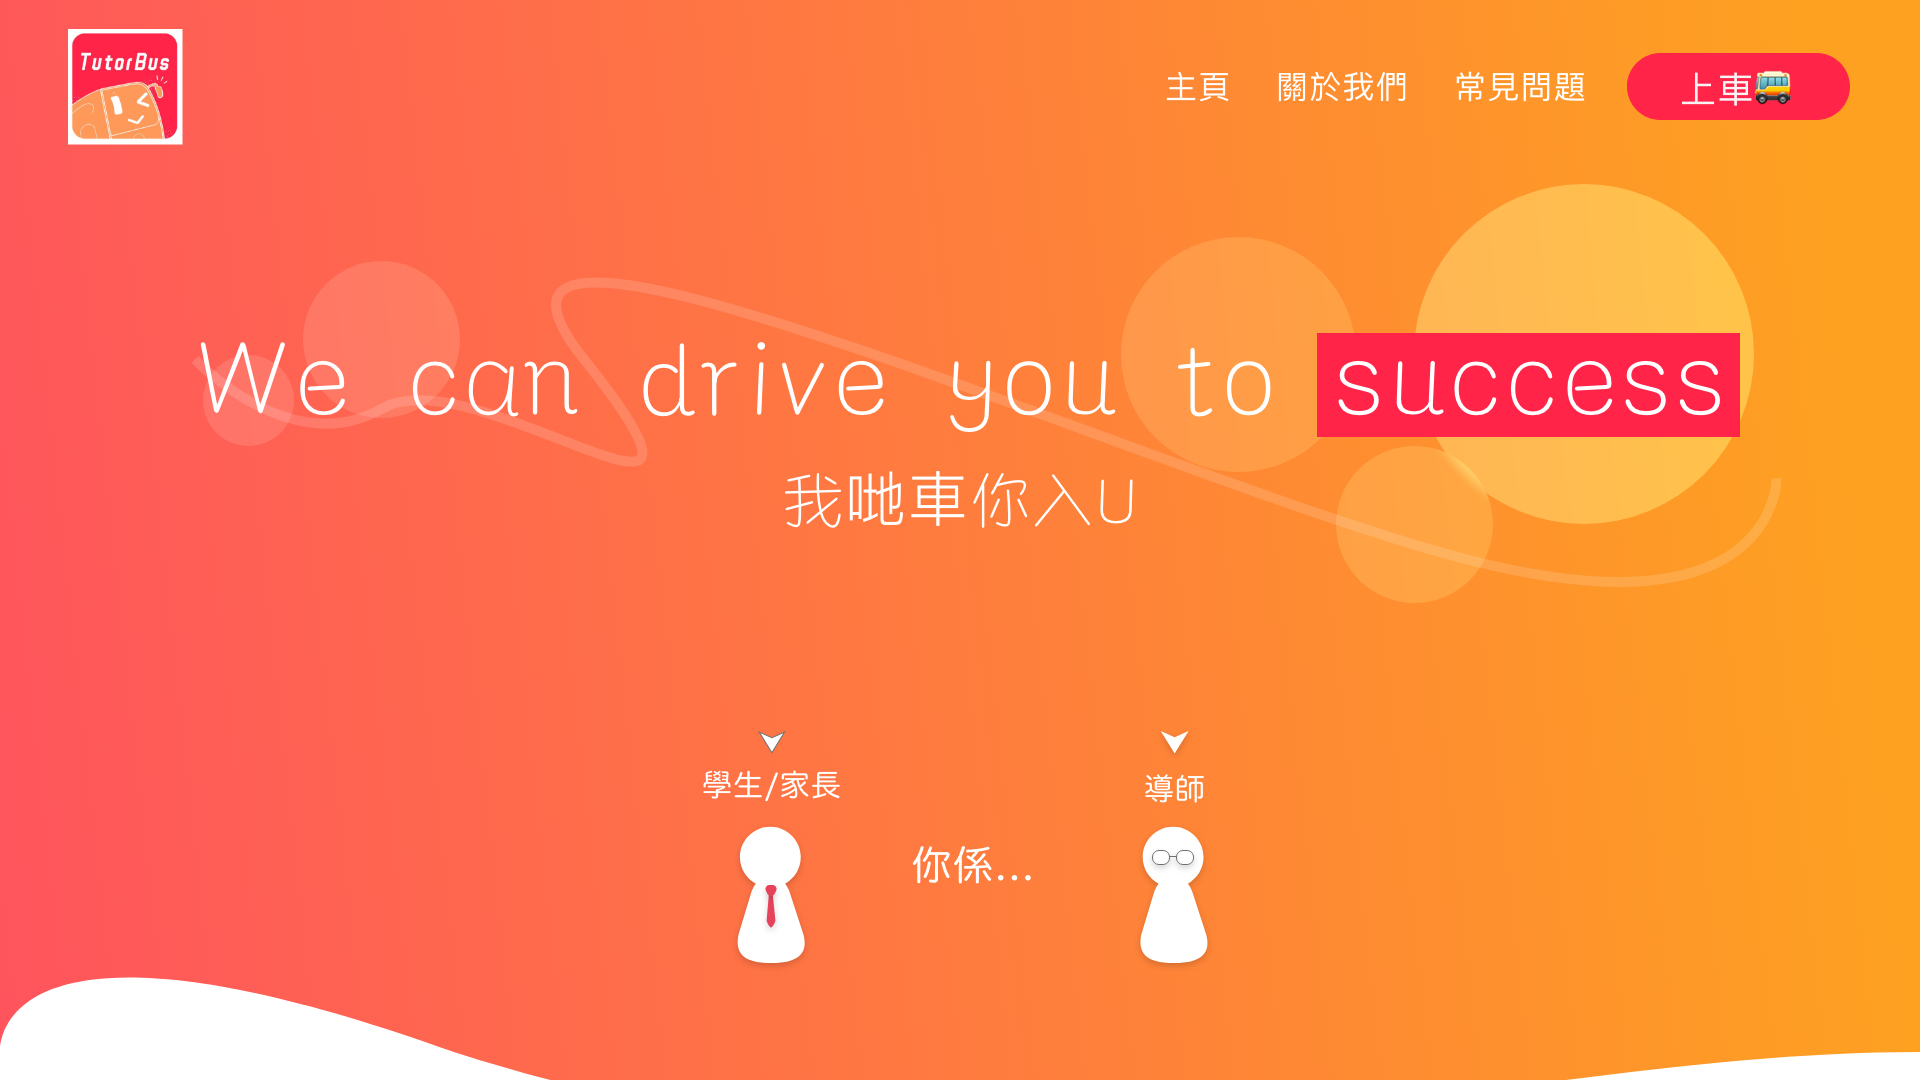 TutorBus
主頁 關於我們 常見問題 上車🚌
We can drive you to success
我哋車你入U
學生/家長
導師
你係...